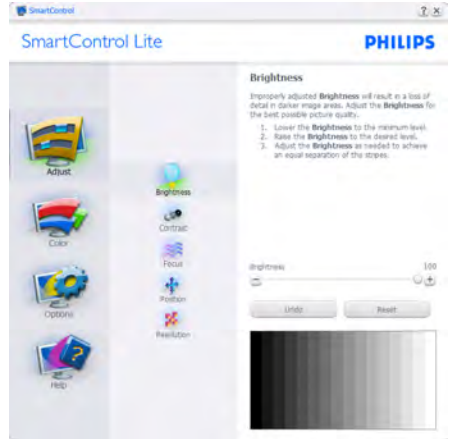 SmartControl
? X
SmartControl Lite
PHILIPS
Brightness
Improperly adjusted Brightness will result in a loss of
detail in darker image areas. Adjust the Brightness for
the best possible picture quality.
1. Lower the Brightness to the minimum level.
2. Raise the Brightness to the desired level.
3. Adjust the Brightness as needed to achieve
an equal separation of the stripes.
Adjust
Color
Options
Help
Brightness
Contrast
Focus
Position
Resolution
Brightness
100
Undo
Reset